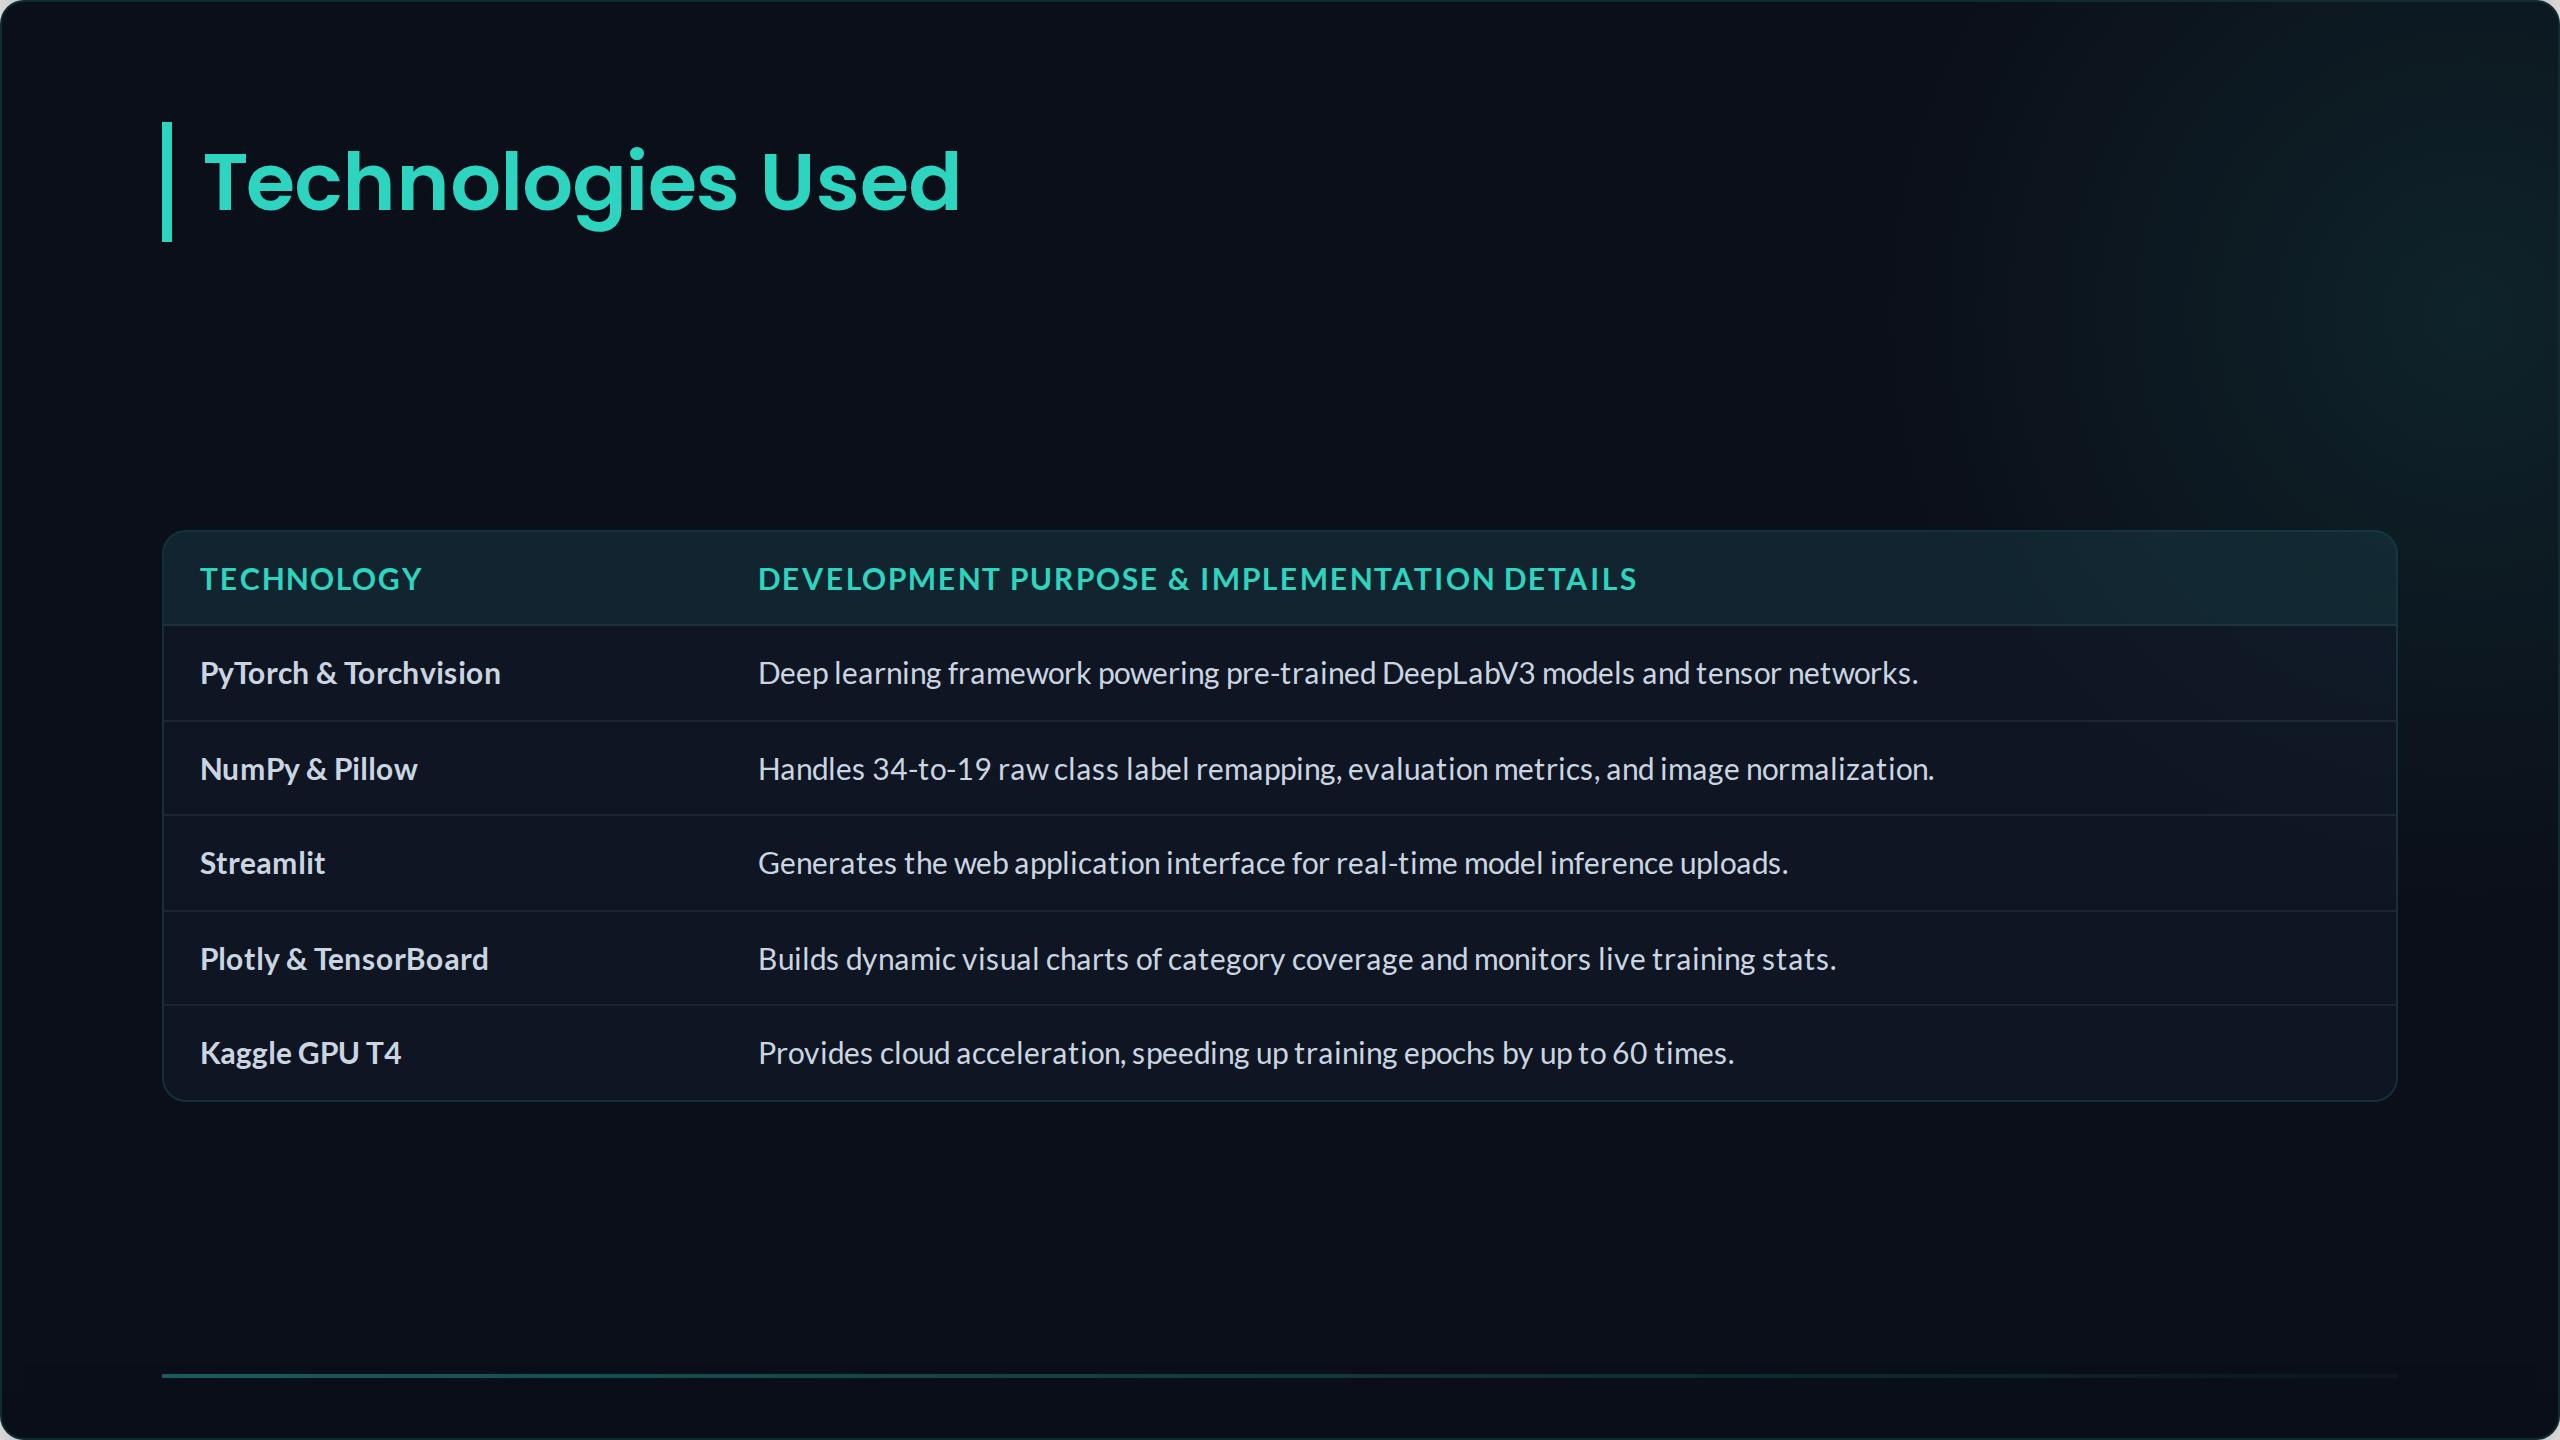 Technologies Used
TECHNOLOGY DEVELOPMENT PURPOSE & IMPLEMENTATION DETAILS
PyTorch & Torchvision Deep learning framework powering pre-trained DeepLabV3 models and tensor networks.
NumPy & Pillow Handles 34-to-19 raw class label remapping, evaluation metrics, and image normalization.
Streamlit Generates the web application interface for real-time model inference uploads.
Plotly & TensorBoard Builds dynamic visual charts of category coverage and monitors live training stats.
Kaggle GPU T4 Provides cloud acceleration, speeding up training epochs by up to 60 times.